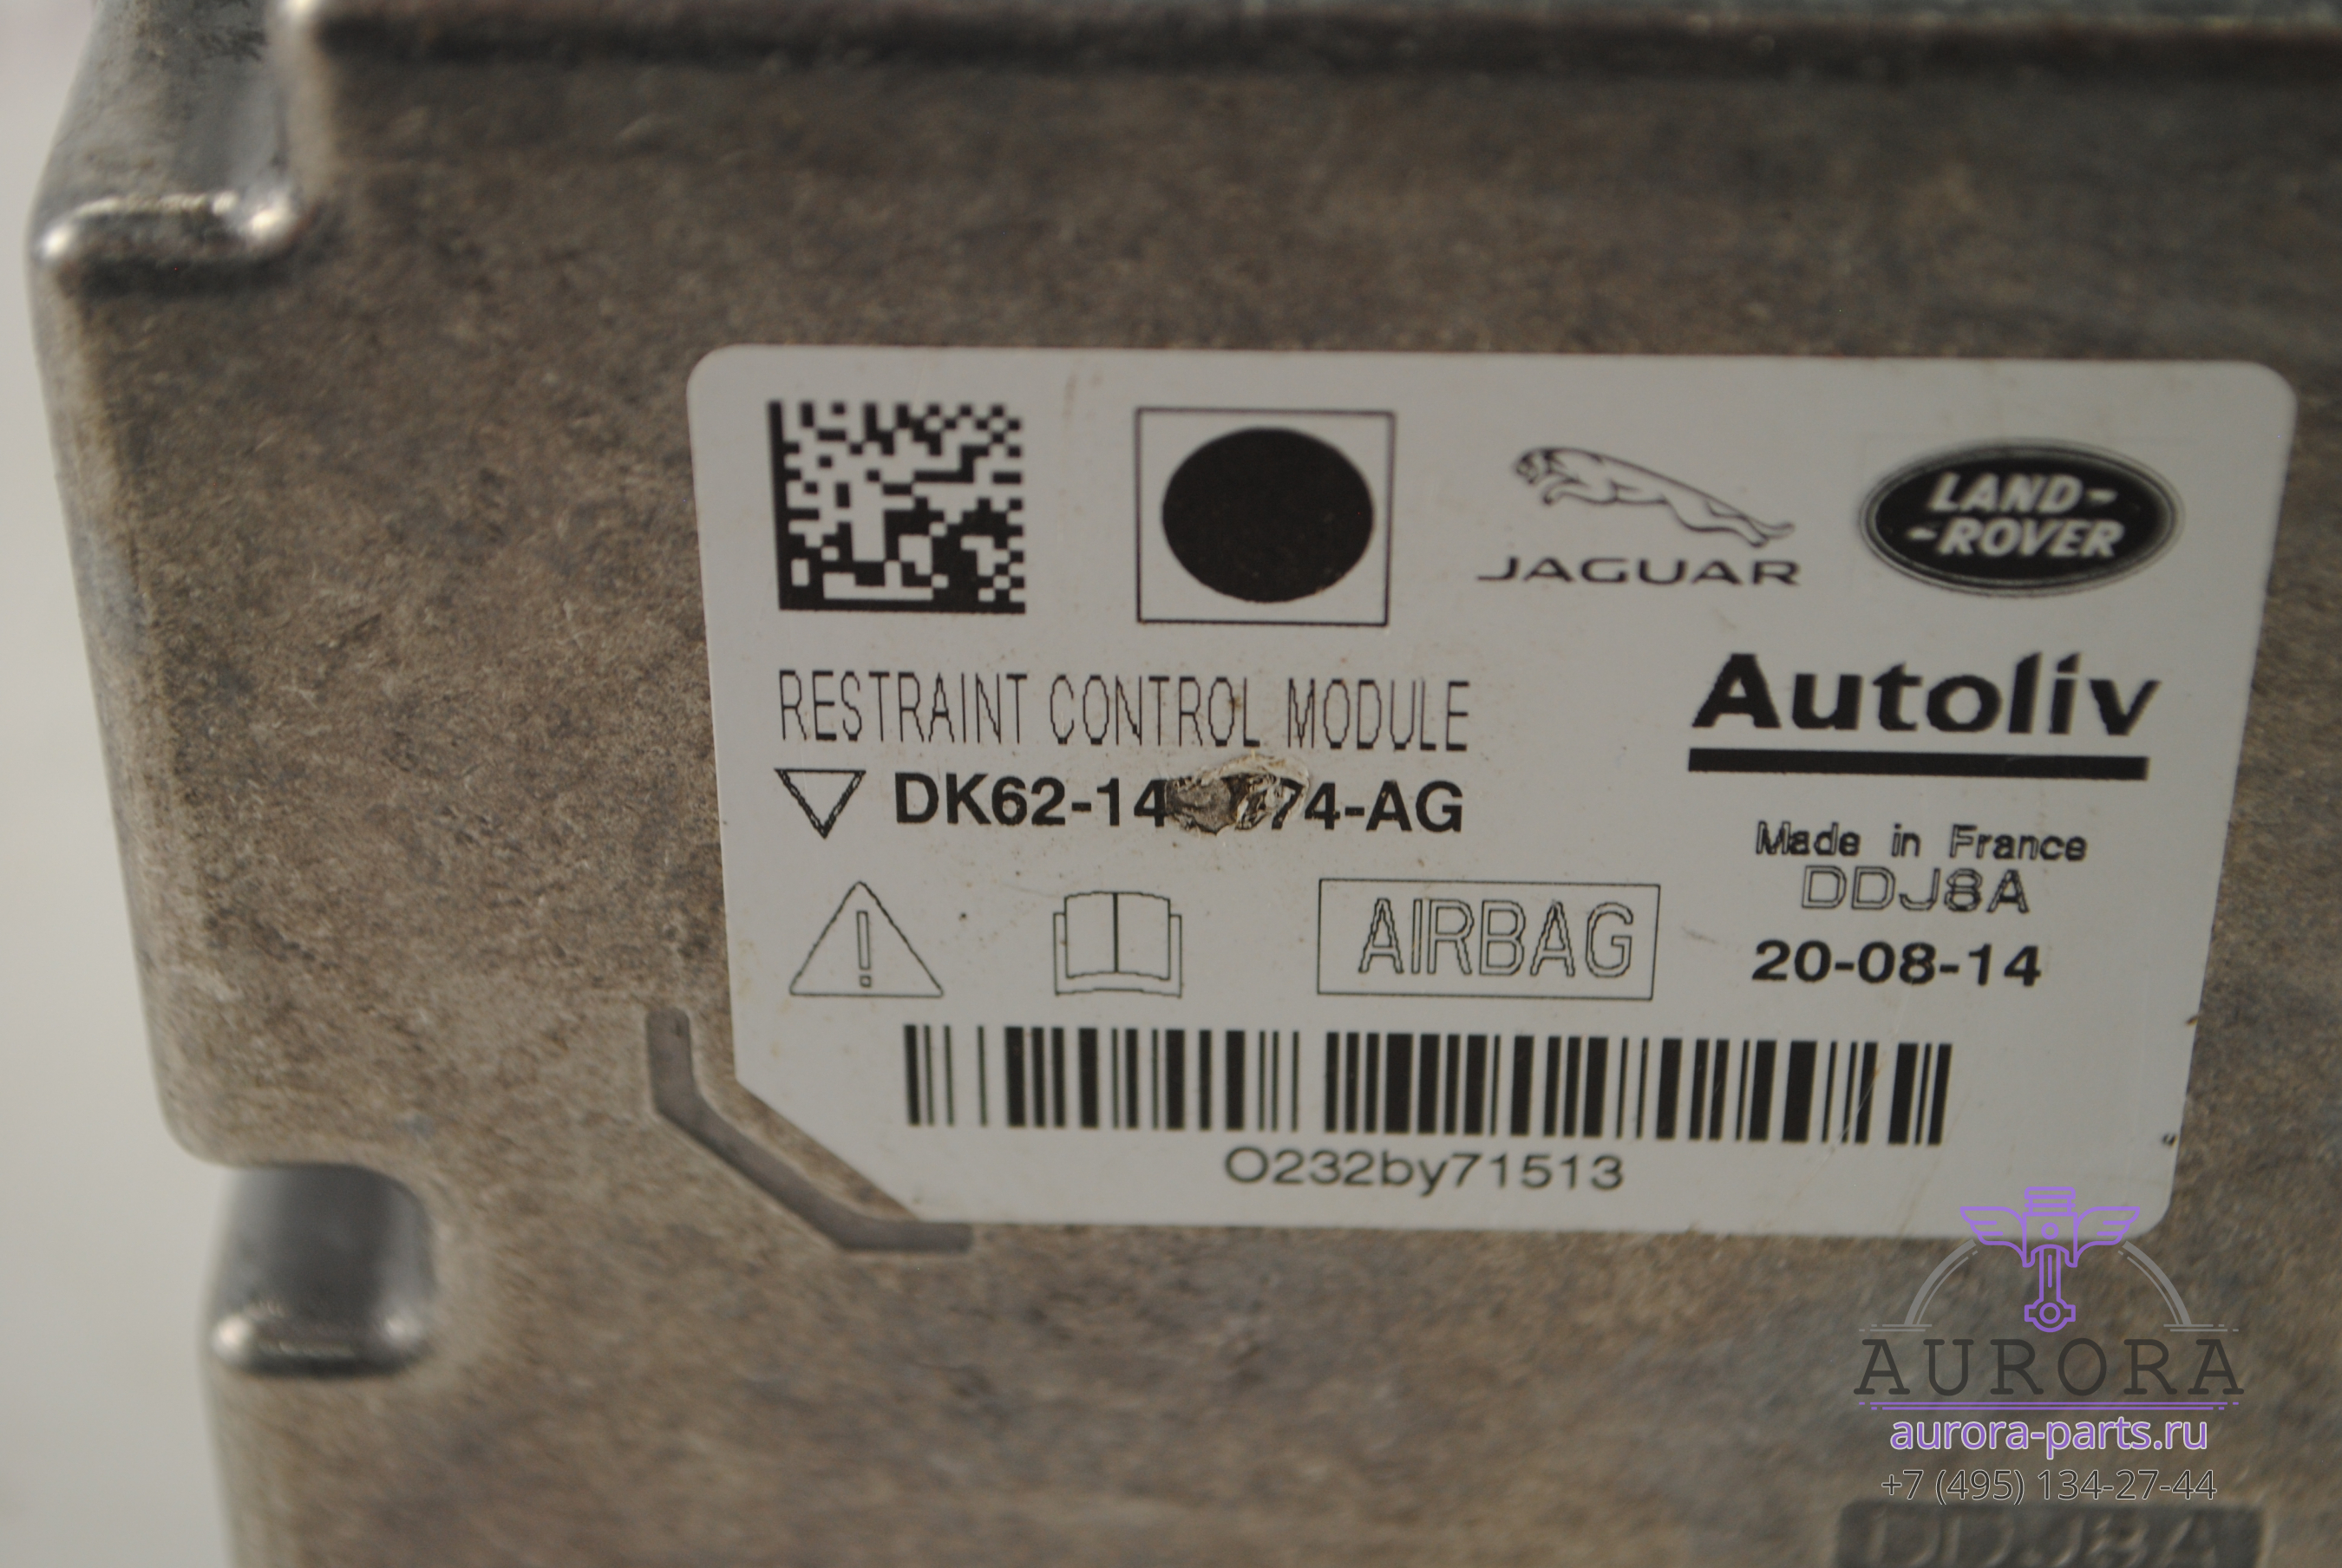 JAGUAR
LAND-
-ROVER
RESTRAINT CONTROL MODULE
Autoliv
Made in France
DDJ8A
AIRBAG
20-08-14
O232by71513
AURORA
aurora-parts.ru
+7 (495) 134-27-44
DDJ8A